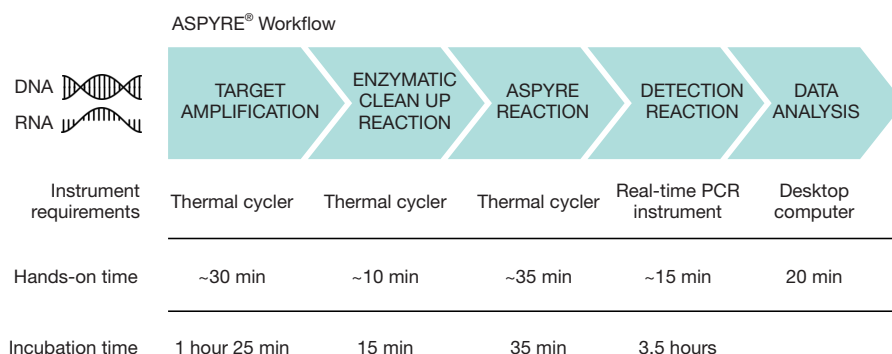 ASPYRE® Workflow
DNA
RNA
TARGET
AMPLIFICATION
ENZYMATIC
CLEAN UP
REACTION
ASPYRE
REACTION
DETECTION
REACTION
DATA
ANALYSIS
Instrument
requirements
Thermal cycler
Thermal cycler
Thermal cycler
Real-time PCR
instrument
Desktop
computer
Hands-on time ~30 min ~10 min ~35 min ~15 min 20 min
Incubation time 1 hour 25 min 15 min 35 min 3.5 hours